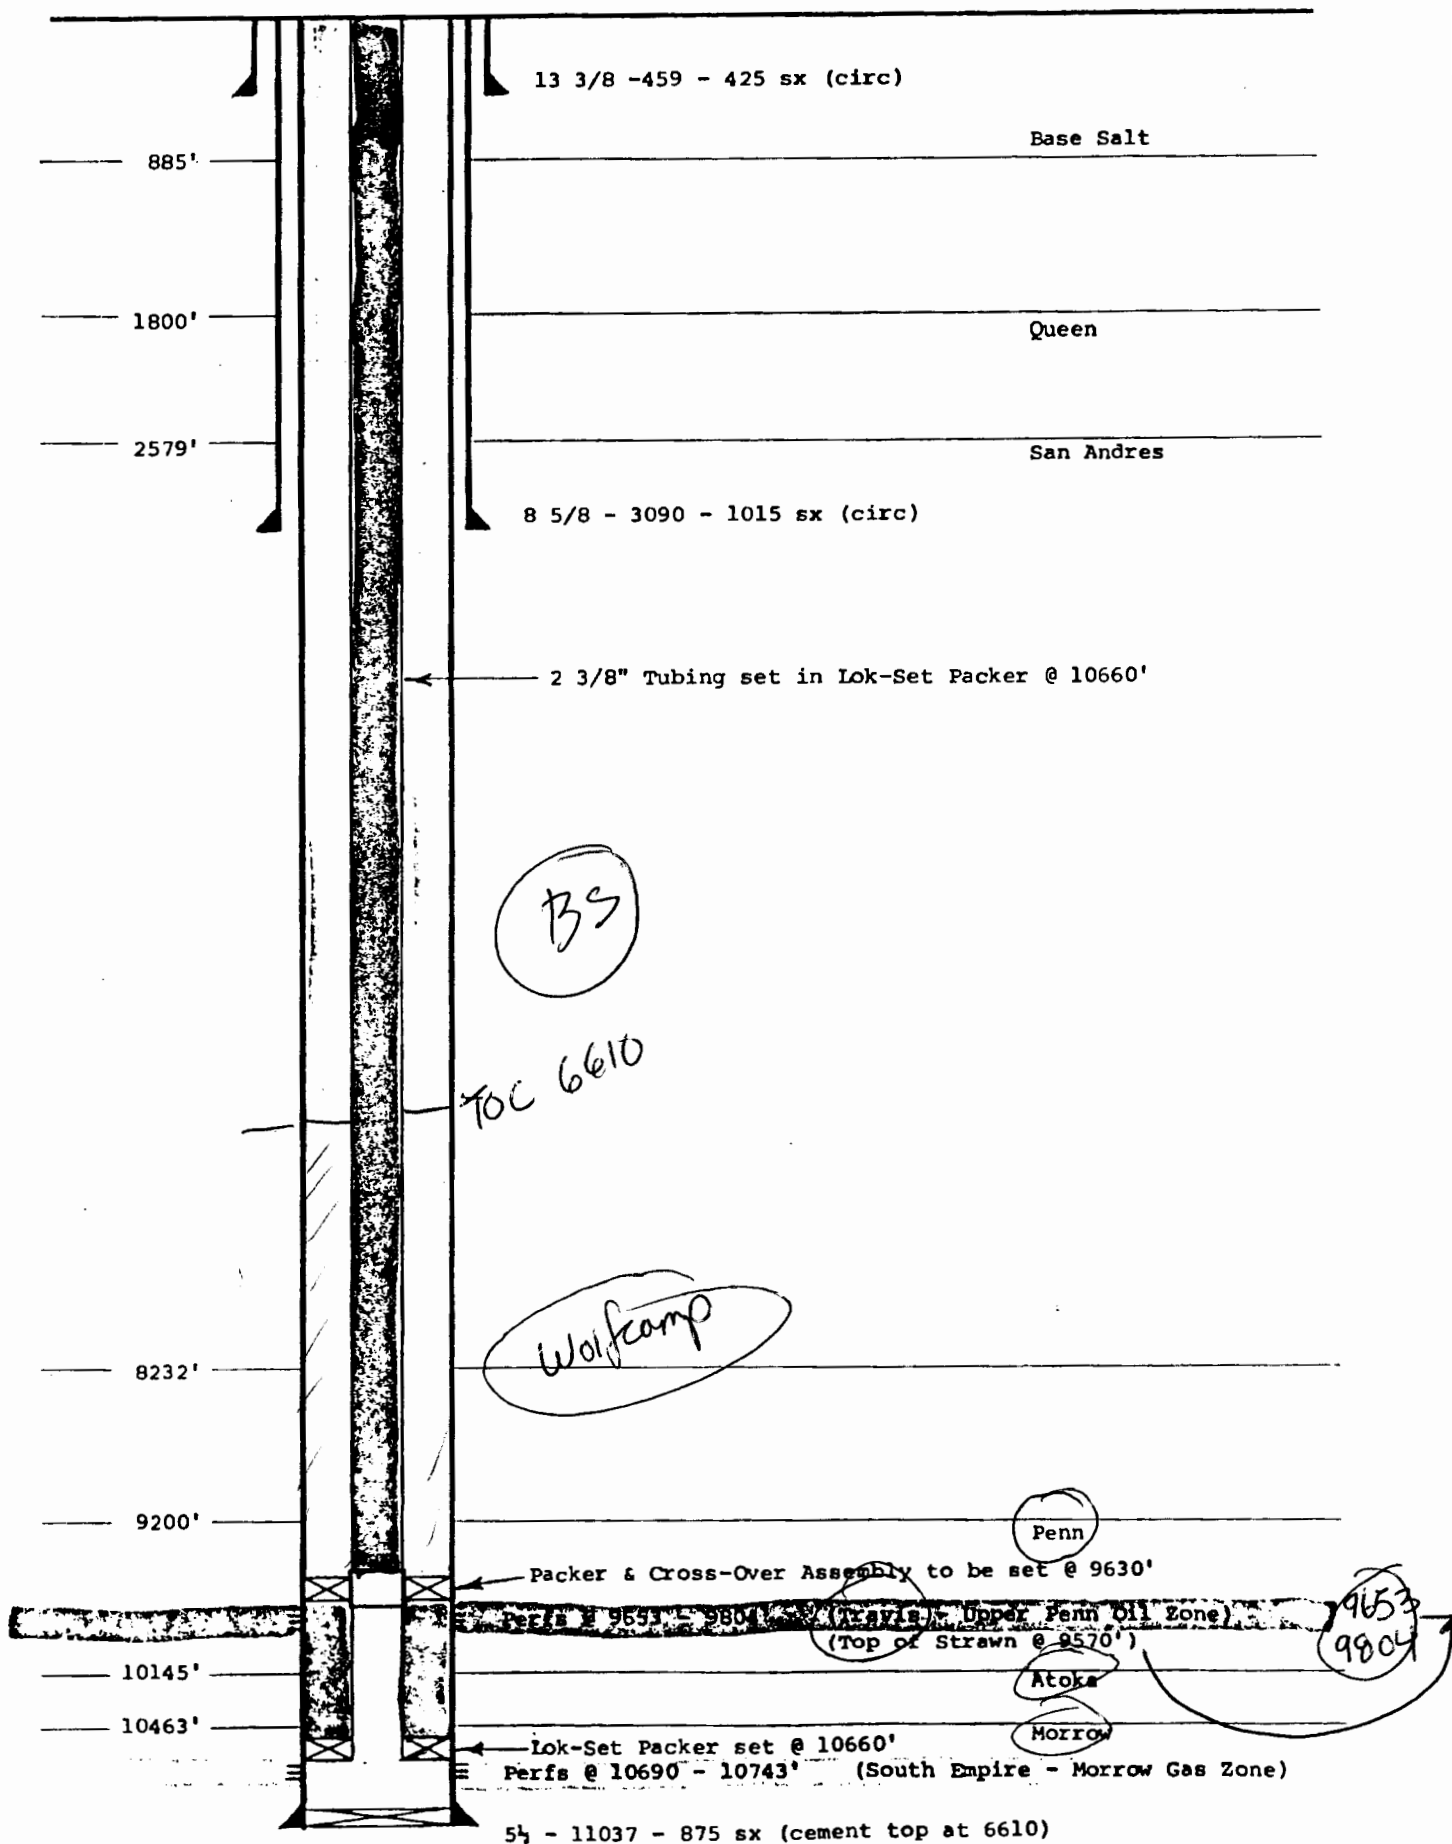 13 3/8 -459 - 425 sx (circ)
Base Salt
885'
1800'
Queen
2579'
San Andres
8 5/8 - 3090 - 1015 sx (circ)
2 3/8" Tubing set in Lok-Set Packer @ 10660'
BS
TOC 6610
Wolfcamp
8232'
9200'
Penn
Packer & Cross-Over Assembly to be set @ 9630'
Perfs @ 9653 - 9804' (Travis - Upper Penn Oil Zone)
9653
(Top of Strawn @ 9570')
9804
10145'
Atoka
10463'
Morrow
Lok-Set Packer set @ 10660'
Perfs @ 10690 - 10743' (South Empire - Morrow Gas Zone)
5½ - 11037 - 875 sx (cement top at 6610)